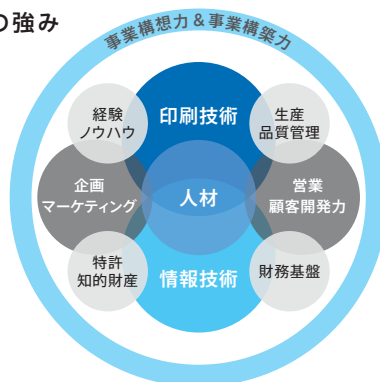 の強み
事業構想力&事業構築力
経験
ノウハウ
印刷技術
生産
品質管理
企画
マーケティング
人材
営業
顧客開発力
特許
知的財産
情報技術
財務基盤